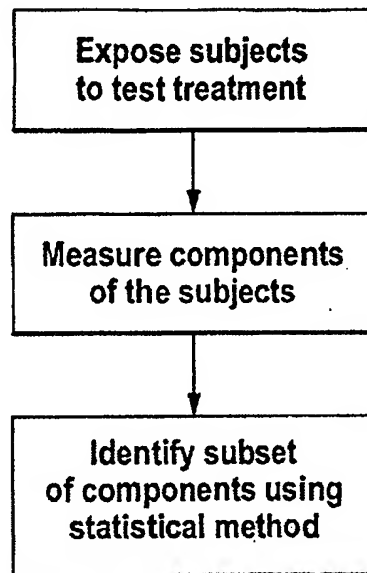 Expose subjects
to test treatment
Measure components
of the subjects
Identify subset
of components using
statistical method